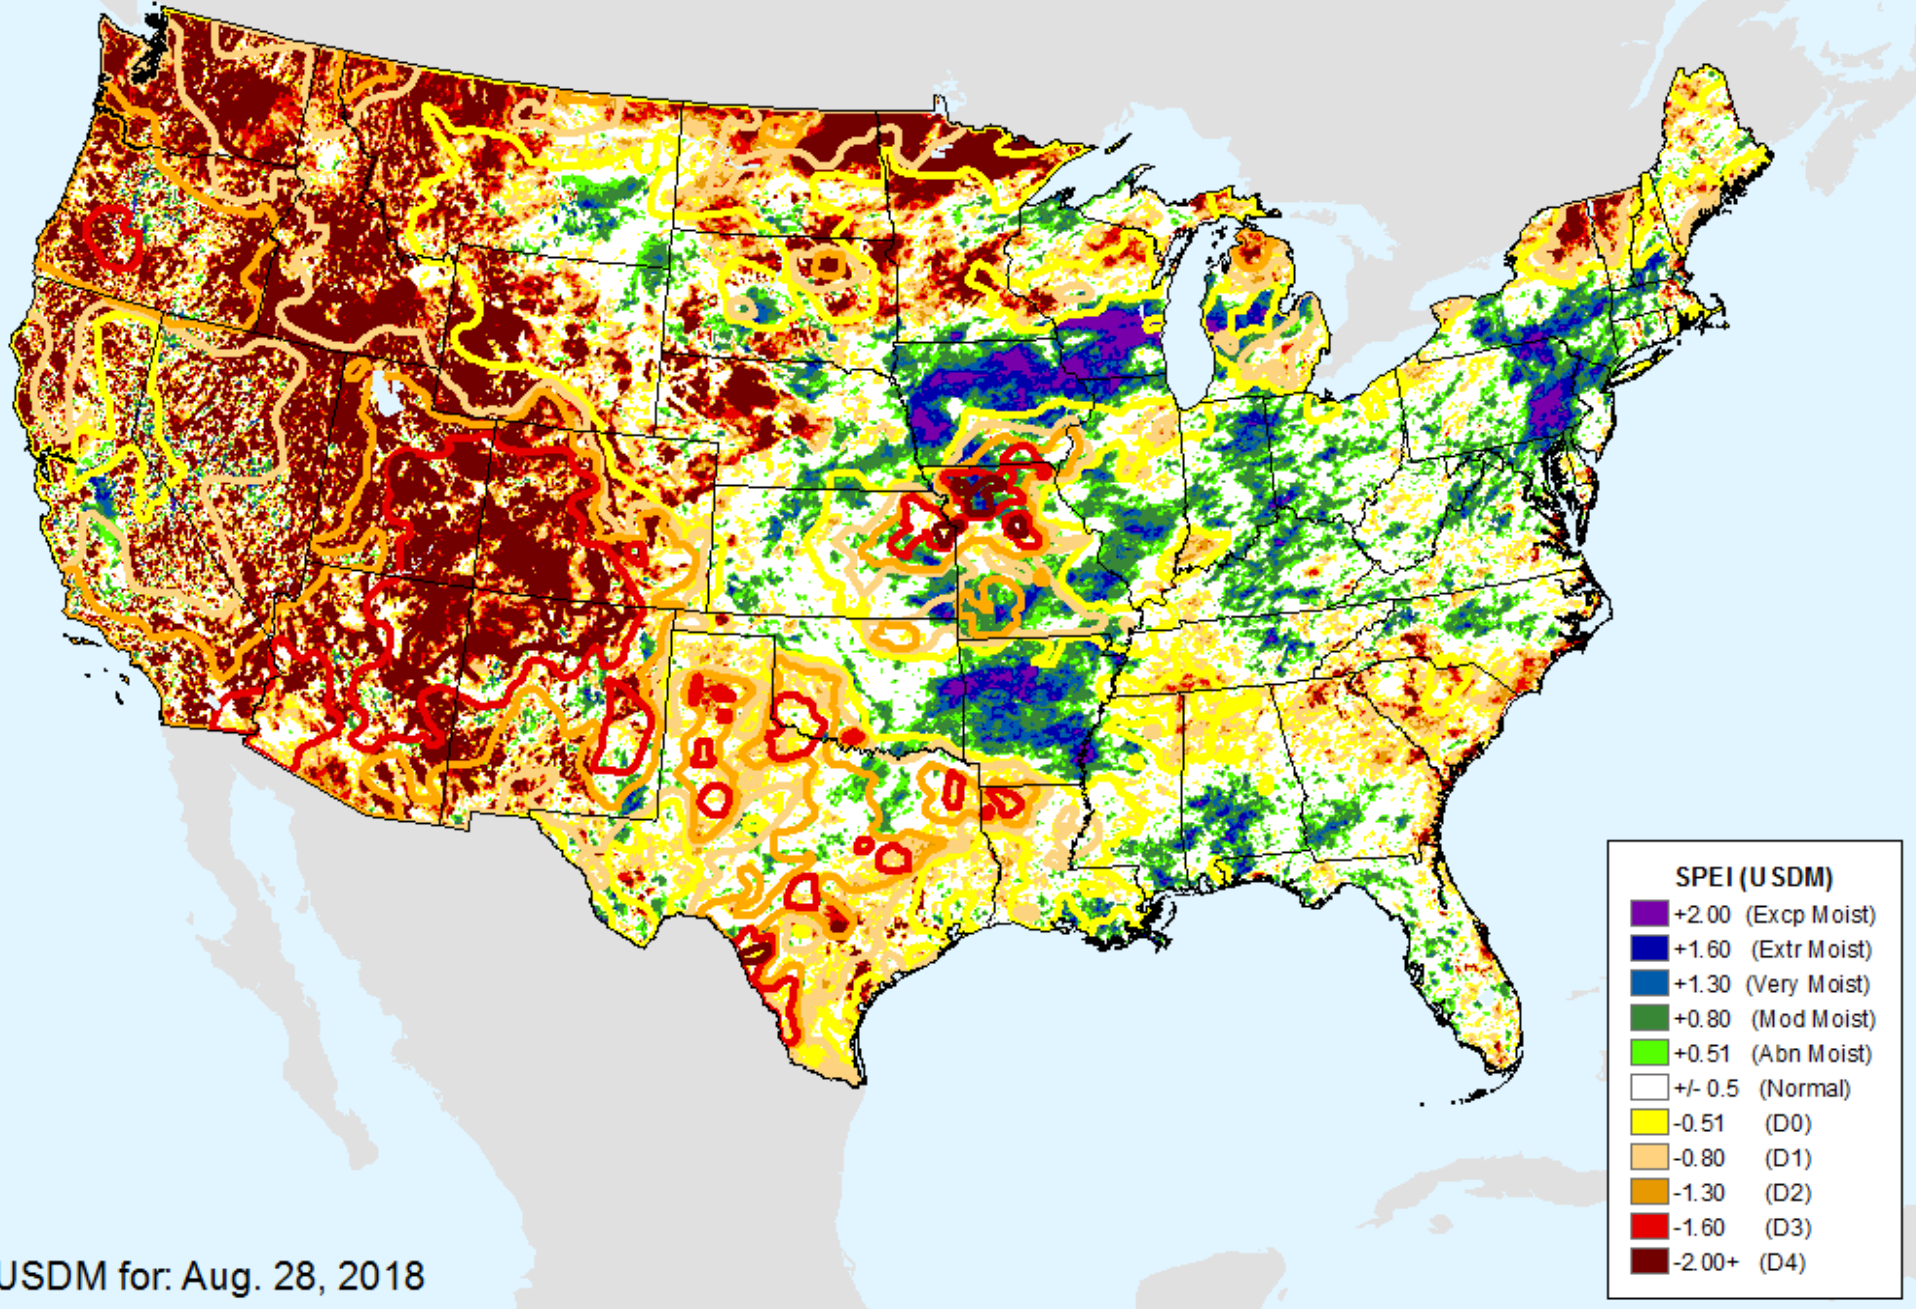 SPEI (USDM)
+2.00 (Excp Moist)
+1.60 (Extr Moist)
+1.30 (Very Moist)
+0.80 (Mod Moist)
+0.51 (Abn Moist)
+/- 0.5 (Normal)
-0.51 (D0)
-0.80 (D1)
-1.30 (D2)
-1.60 (D3)
-2.00+ (D4)
USDM for: Aug. 28, 2018